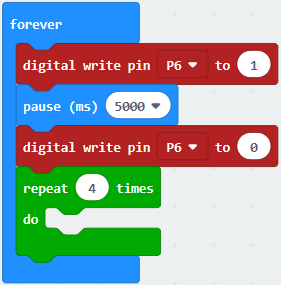 forever
digital write pin P6 to 1
pause (ms) 5000
digital write pin P6 to 0
repeat 4 times
do